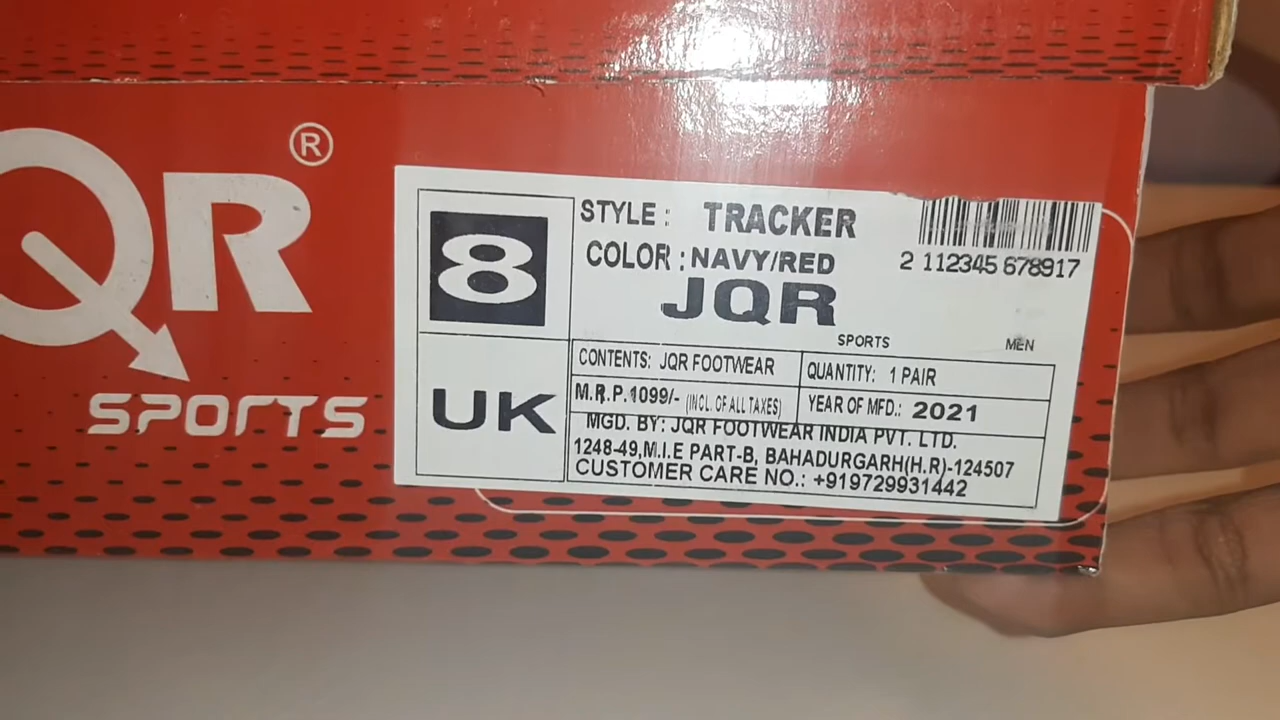 QR ®
SPORTS
8
UK
STYLE : TRACKER
COLOR : NAVY/RED
JQR
SPORTS
MEN
2 112345 678917
CONTENTS: JQR FOOTWEAR
QUANTITY: 1 PAIR
M.R.P.1099/- (INCL. OF ALL TAXES)
YEAR OF MFD.: 2021
MGD. BY: JQR FOOTWEAR INDIA PVT. LTD.
1248-49,M.I.E PART-B, BAHADURGARH(H.R)-124507
CUSTOMER CARE NO.: +919729931442